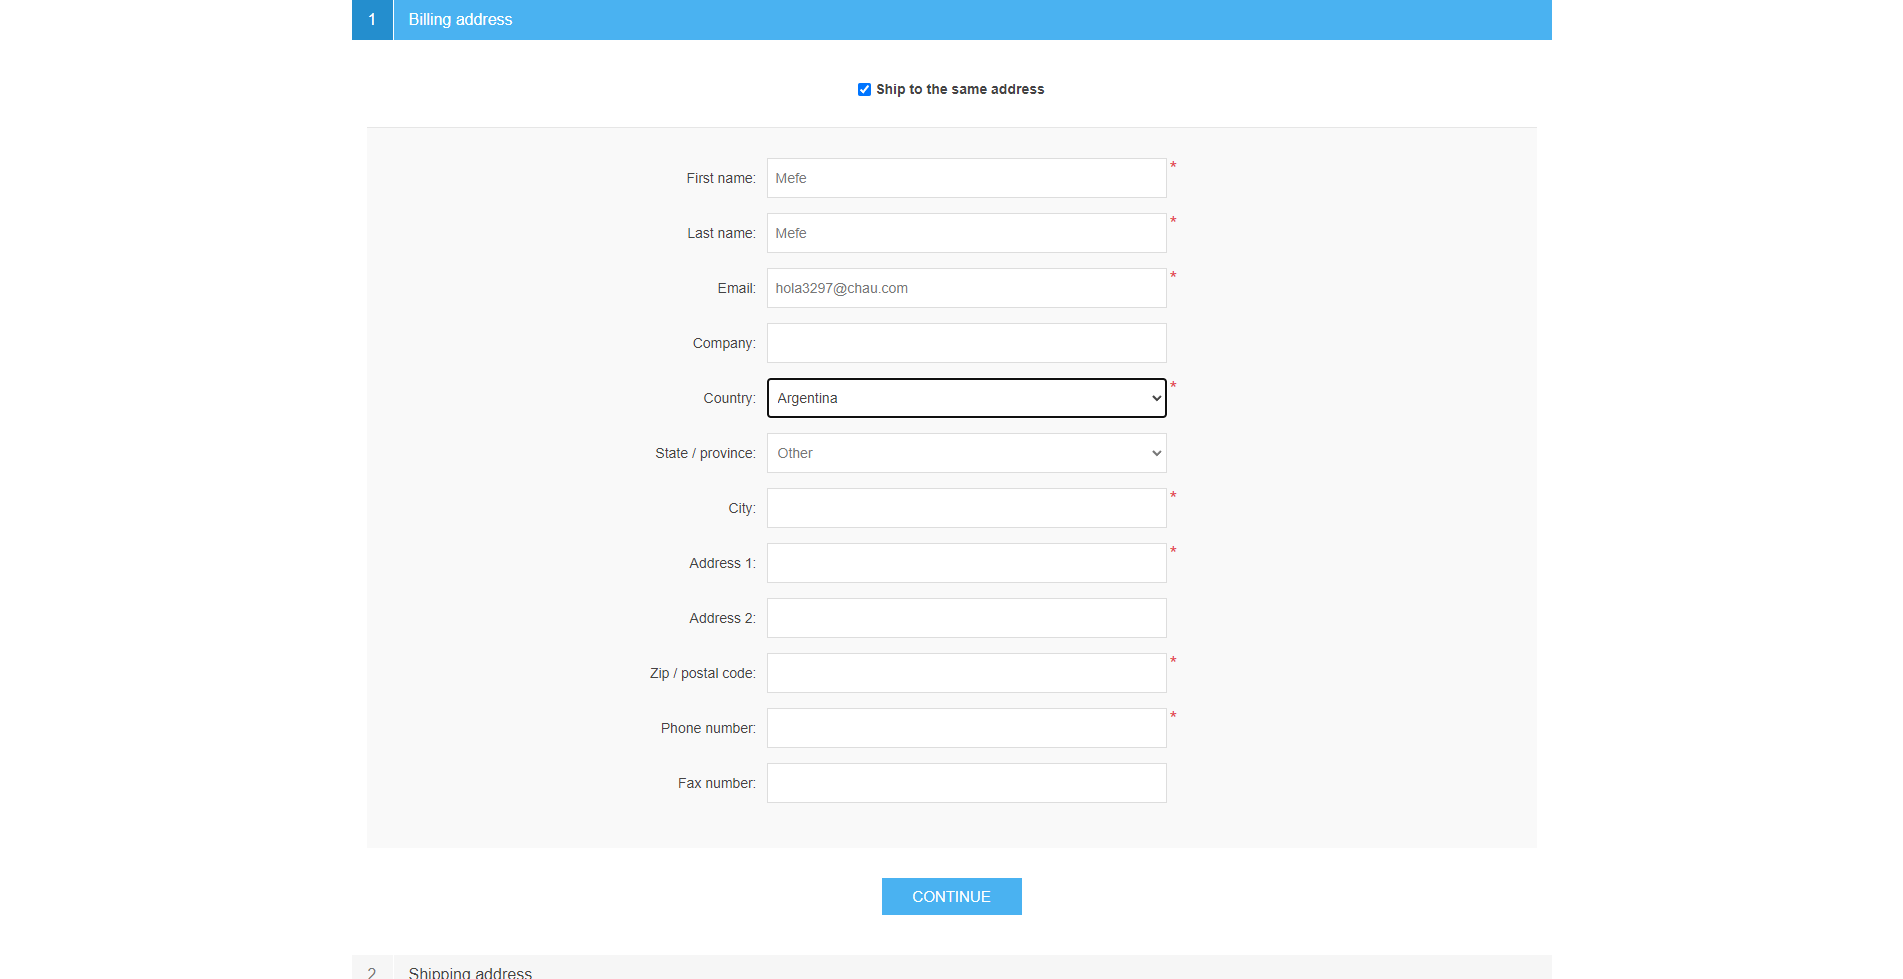 1 Billing address
Ship to the same address
First name: Mefe *
Last name: Mefe *
Email: hola3297@chau.com *
Company:
Country: Argentina *
State / province: Other
City: *
Address 1: *
Address 2:
Zip / postal code: *
Phone number: *
Fax number:
CONTINUE
2 Shipping address